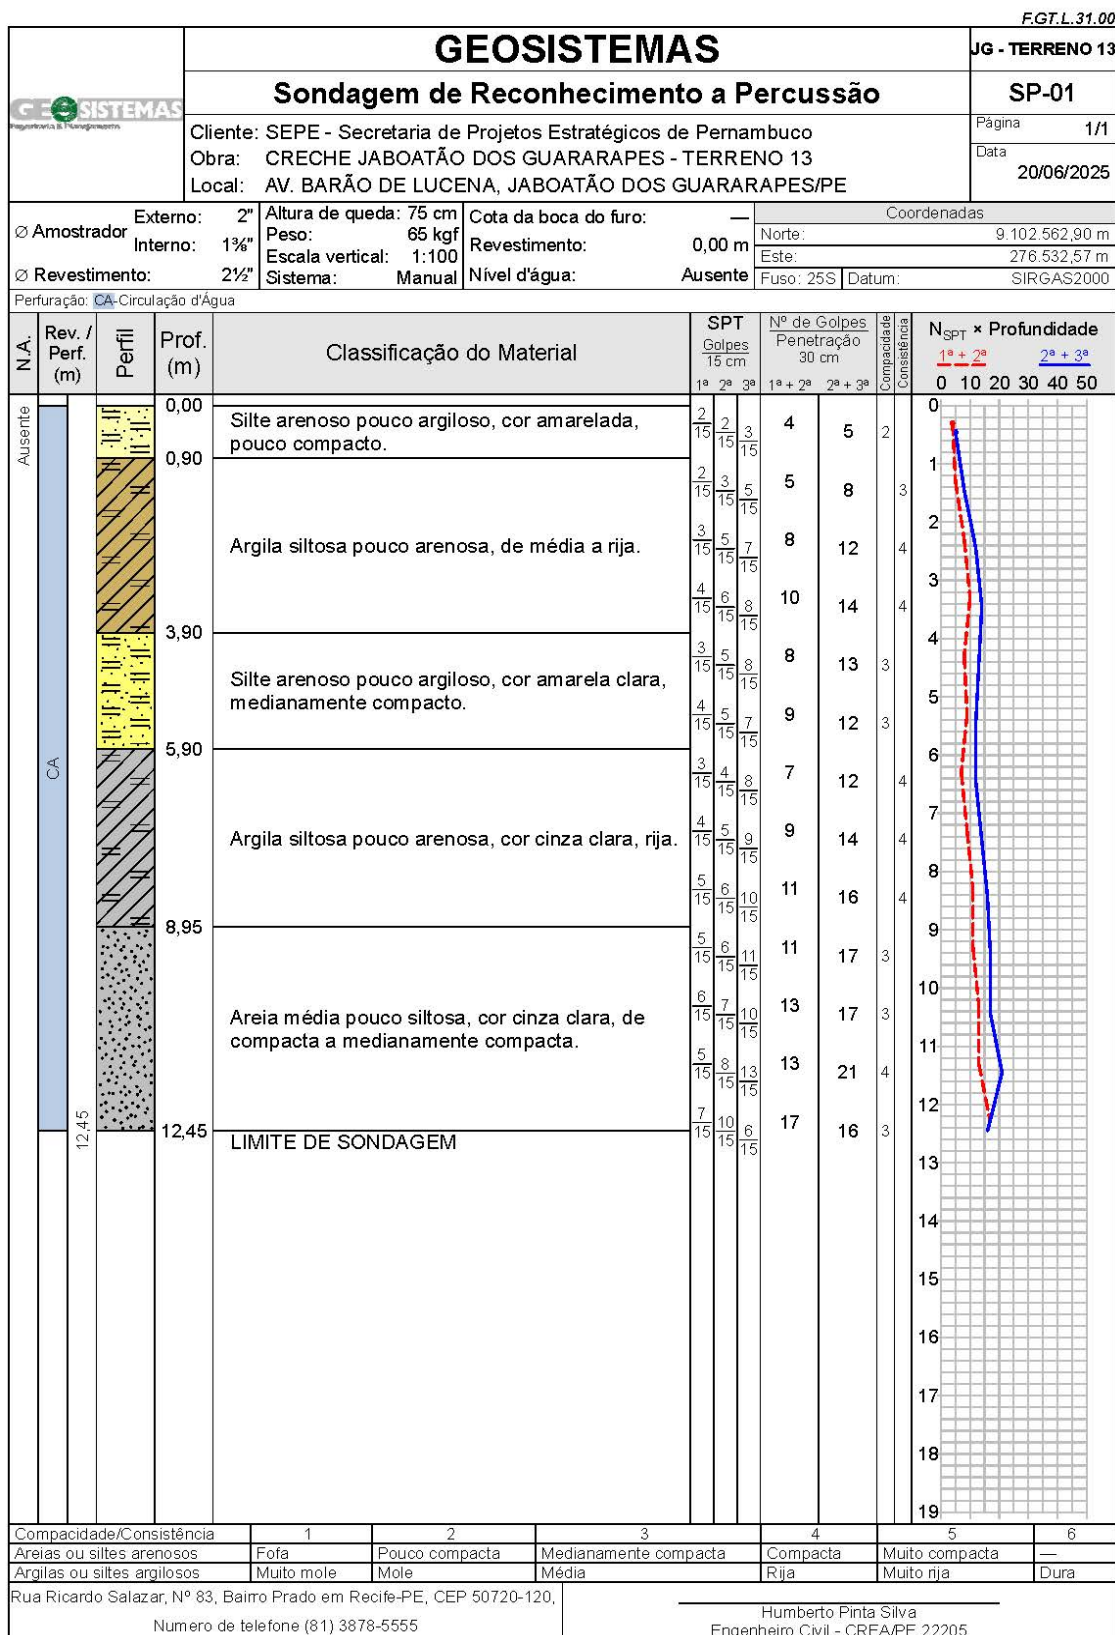 F.GT.L.31.00
GEOSISTEMAS
JG - TERRENO 13
GEOSISTEMAS
Engenharia & Planejamento
Sondagem de Reconhecimento a Percussão
SP-01
Cliente: SEPE - Secretaria de Projetos Estratégicos de Pernambuco
Obra: CRECHE JABOATÃO DOS GUARARAPES - TERRENO 13
Local: AV. BARÃO DE LUCENA, JABOATÃO DOS GUARARAPES/PE
Página 1/1
Data
20/06/2025
Ø Amostrador Externo: 2"
Interno: 1⅜"
Ø Revestimento: 2½"
Altura de queda: 75 cm
Peso: 65 kgf
Escala vertical: 1:100
Sistema: Manual
Cota da boca do furo: —
Revestimento: 0,00 m
Nível d'água: Ausente
Coordenadas
Norte: 9.102.562,90 m
Este: 276.532,57 m
Fuso: 25S Datum: SIRGAS2000
Perfuração: CA-Circulação d'Água
N.A.
Rev. / Perf. (m)
Perfil
Prof. (m)
Classificação do Material
SPT
Golpes
15 cm
1ª 2ª 3ª
Nº de Golpes
Penetração
30 cm
1ª + 2ª 2ª + 3ª
Compacidade
Consistência
NSPT × Profundidade
1ª + 2ª 2ª + 3ª
0 10 20 30 40 50
Ausente
CA
12,45
0,00
Silte arenoso pouco argiloso, cor amarelada,
pouco compacto.
0,90
Argila siltosa pouco arenosa, de média a rija.
3,90
Silte arenoso pouco argiloso, cor amarela clara,
medianamente compacto.
5,90
Argila siltosa pouco arenosa, cor cinza clara, rija.
8,95
Areia média pouco siltosa, cor cinza clara, de
compacta a medianamente compacta.
12,45
LIMITE DE SONDAGEM
2/15 2/15 3/15 4 5 2
2/15 3/15 5/15 5 8 3
3/15 5/15 7/15 8 12 4
4/15 6/15 8/15 10 14 4
3/15 5/15 8/15 8 13 3
4/15 5/15 7/15 9 12 3
3/15 4/15 8/15 7 12 4
4/15 5/15 9/15 9 14 4
5/15 6/15 10/15 11 16 4
5/15 6/15 11/15 11 17 3
6/15 7/15 10/15 13 17 3
5/15 8/15 13/15 13 21 4
7/15 10/15 6/15 17 16 3
0
1
2
3
4
5
6
7
8
9
10
11
12
13
14
15
16
17
18
19
Compacidade/Consistência 1 2 3 4 5 6
Areias ou siltes arenosos Fofa Pouco compacta Medianamente compacta Compacta Muito compacta —
Argilas ou siltes argilosos Muito mole Mole Média Rija Muito rija Dura
Rua Ricardo Salazar, Nº 83, Bairro Prado em Recife-PE, CEP 50720-120,
Numero de telefone (81) 3878-5555
Humberto Pinta Silva
Engenheiro Civil - CREA/PE 22205